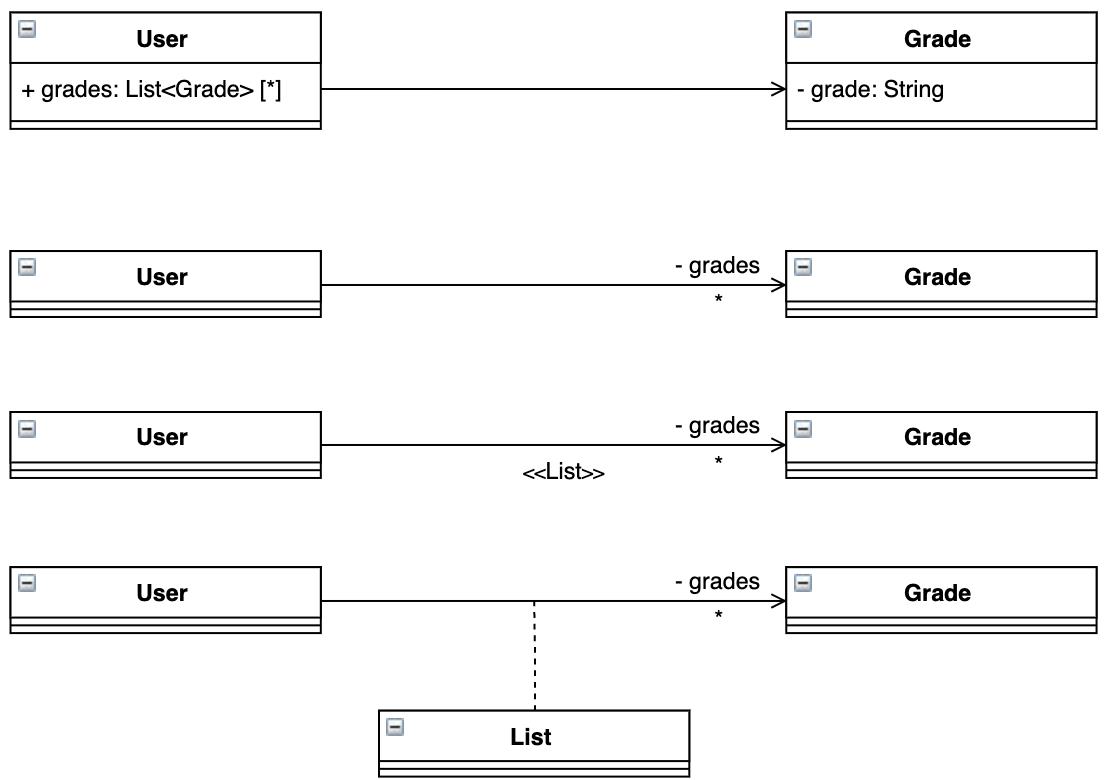 User
Grade
+ grades: List<Grade> [*]
- grade: String
User
- grades
*
Grade
User
- grades
*
<<List>>
Grade
User
- grades
*
Grade
List